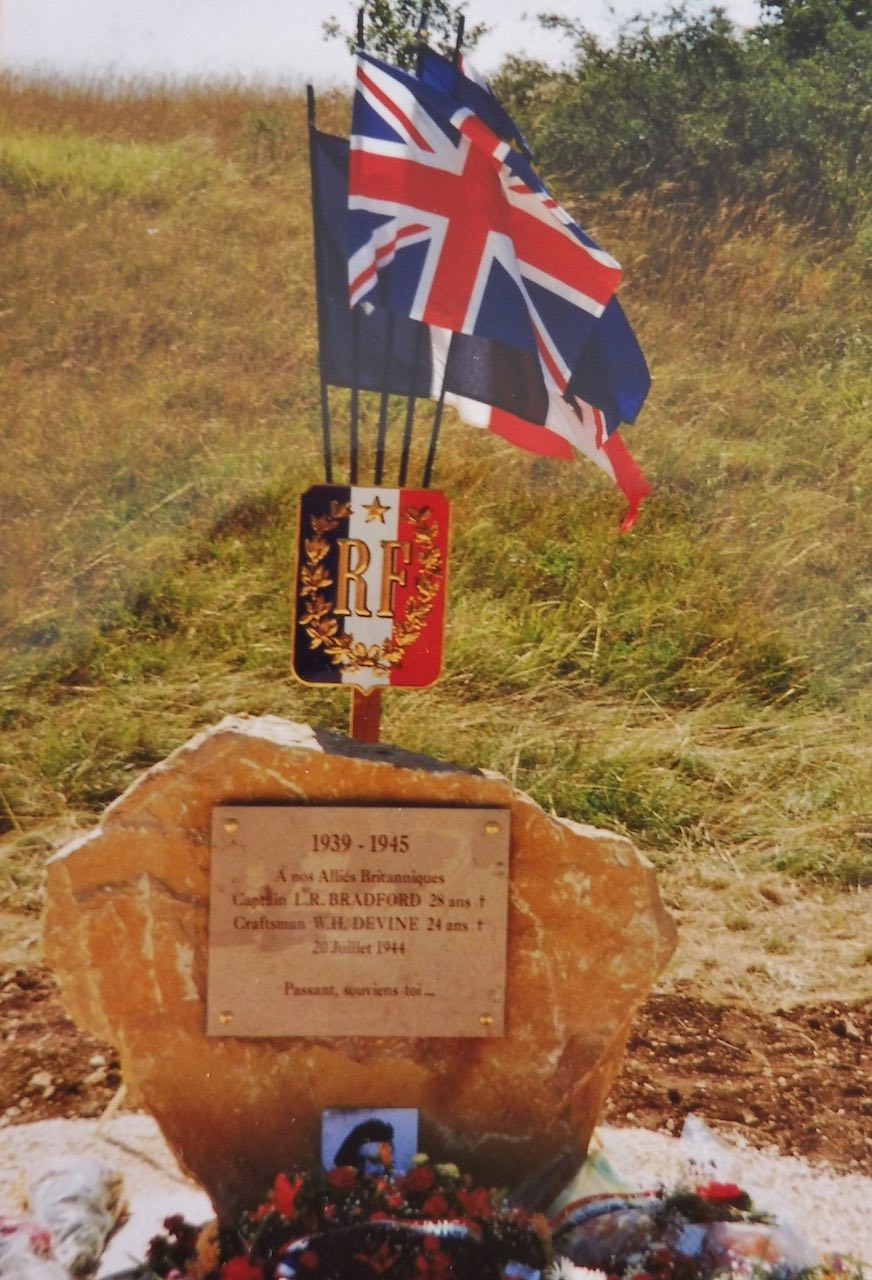 RF
1939 - 1945
A nos Alliés Britanniques
Captain L.R. BRADFORD 28 ans †
Craftsman W.H. DEVINE 24 ans †
20 Juillet 1944
Passant, souviens-toi...